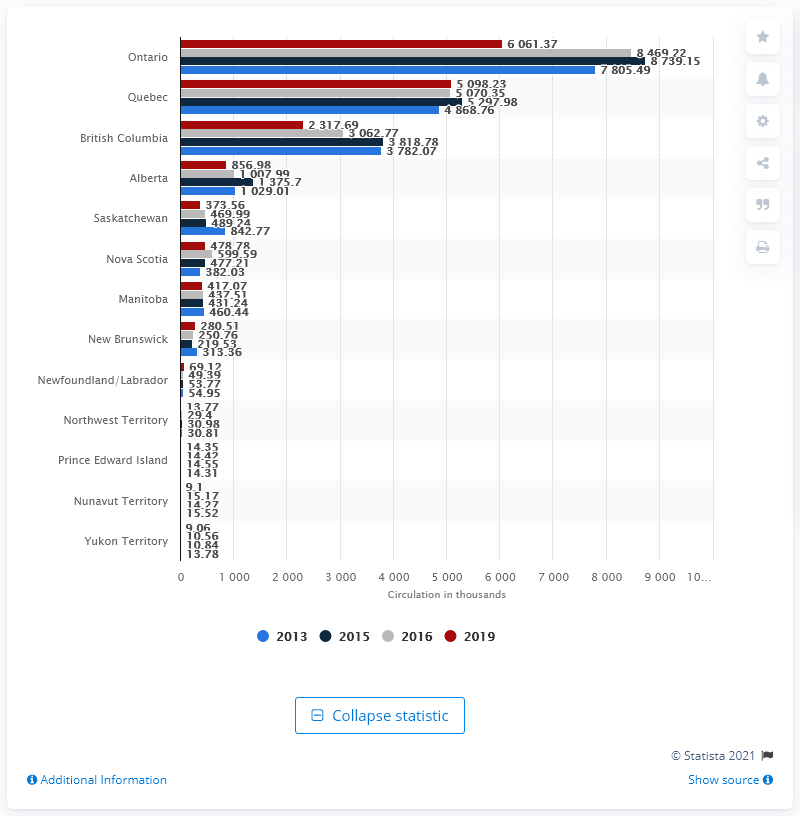 Ontario
6 061.37
8 469.22
8 739.15
7 805.49
Quebec
5 098.23
5 070.35
5 297.98
4 868.76
British Columbia
2 317.69
3 062.77
3 818.78
3 782.07
Alberta
856.98
1 007.99
1 375.7
1 029.01
Saskatchewan
373.56
469.99
489.24
842.77
Nova Scotia
478.78
599.59
477.21
382.03
Manitoba
417.07
437.51
431.24
460.44
New Brunswick
280.51
250.76
219.53
313.36
Newfoundland/Labrador
69.12
49.39
53.77
54.95
Northwest Territory
13.77
29.4
30.98
30.81
Prince Edward Island
14.35
14.42
14.55
14.31
Nunavut Territory
9.1
15.17
14.27
15.52
Yukon Territory
9.06
10.56
10.84
13.78
0 1 000 2 000 3 000 4 000 5 000 6 000 7 000 8 000 9 000 10...
Circulation in thousands
2013 2015 2016 2019
Collapse statistic
© Statista 2021
Additional Information
Show source